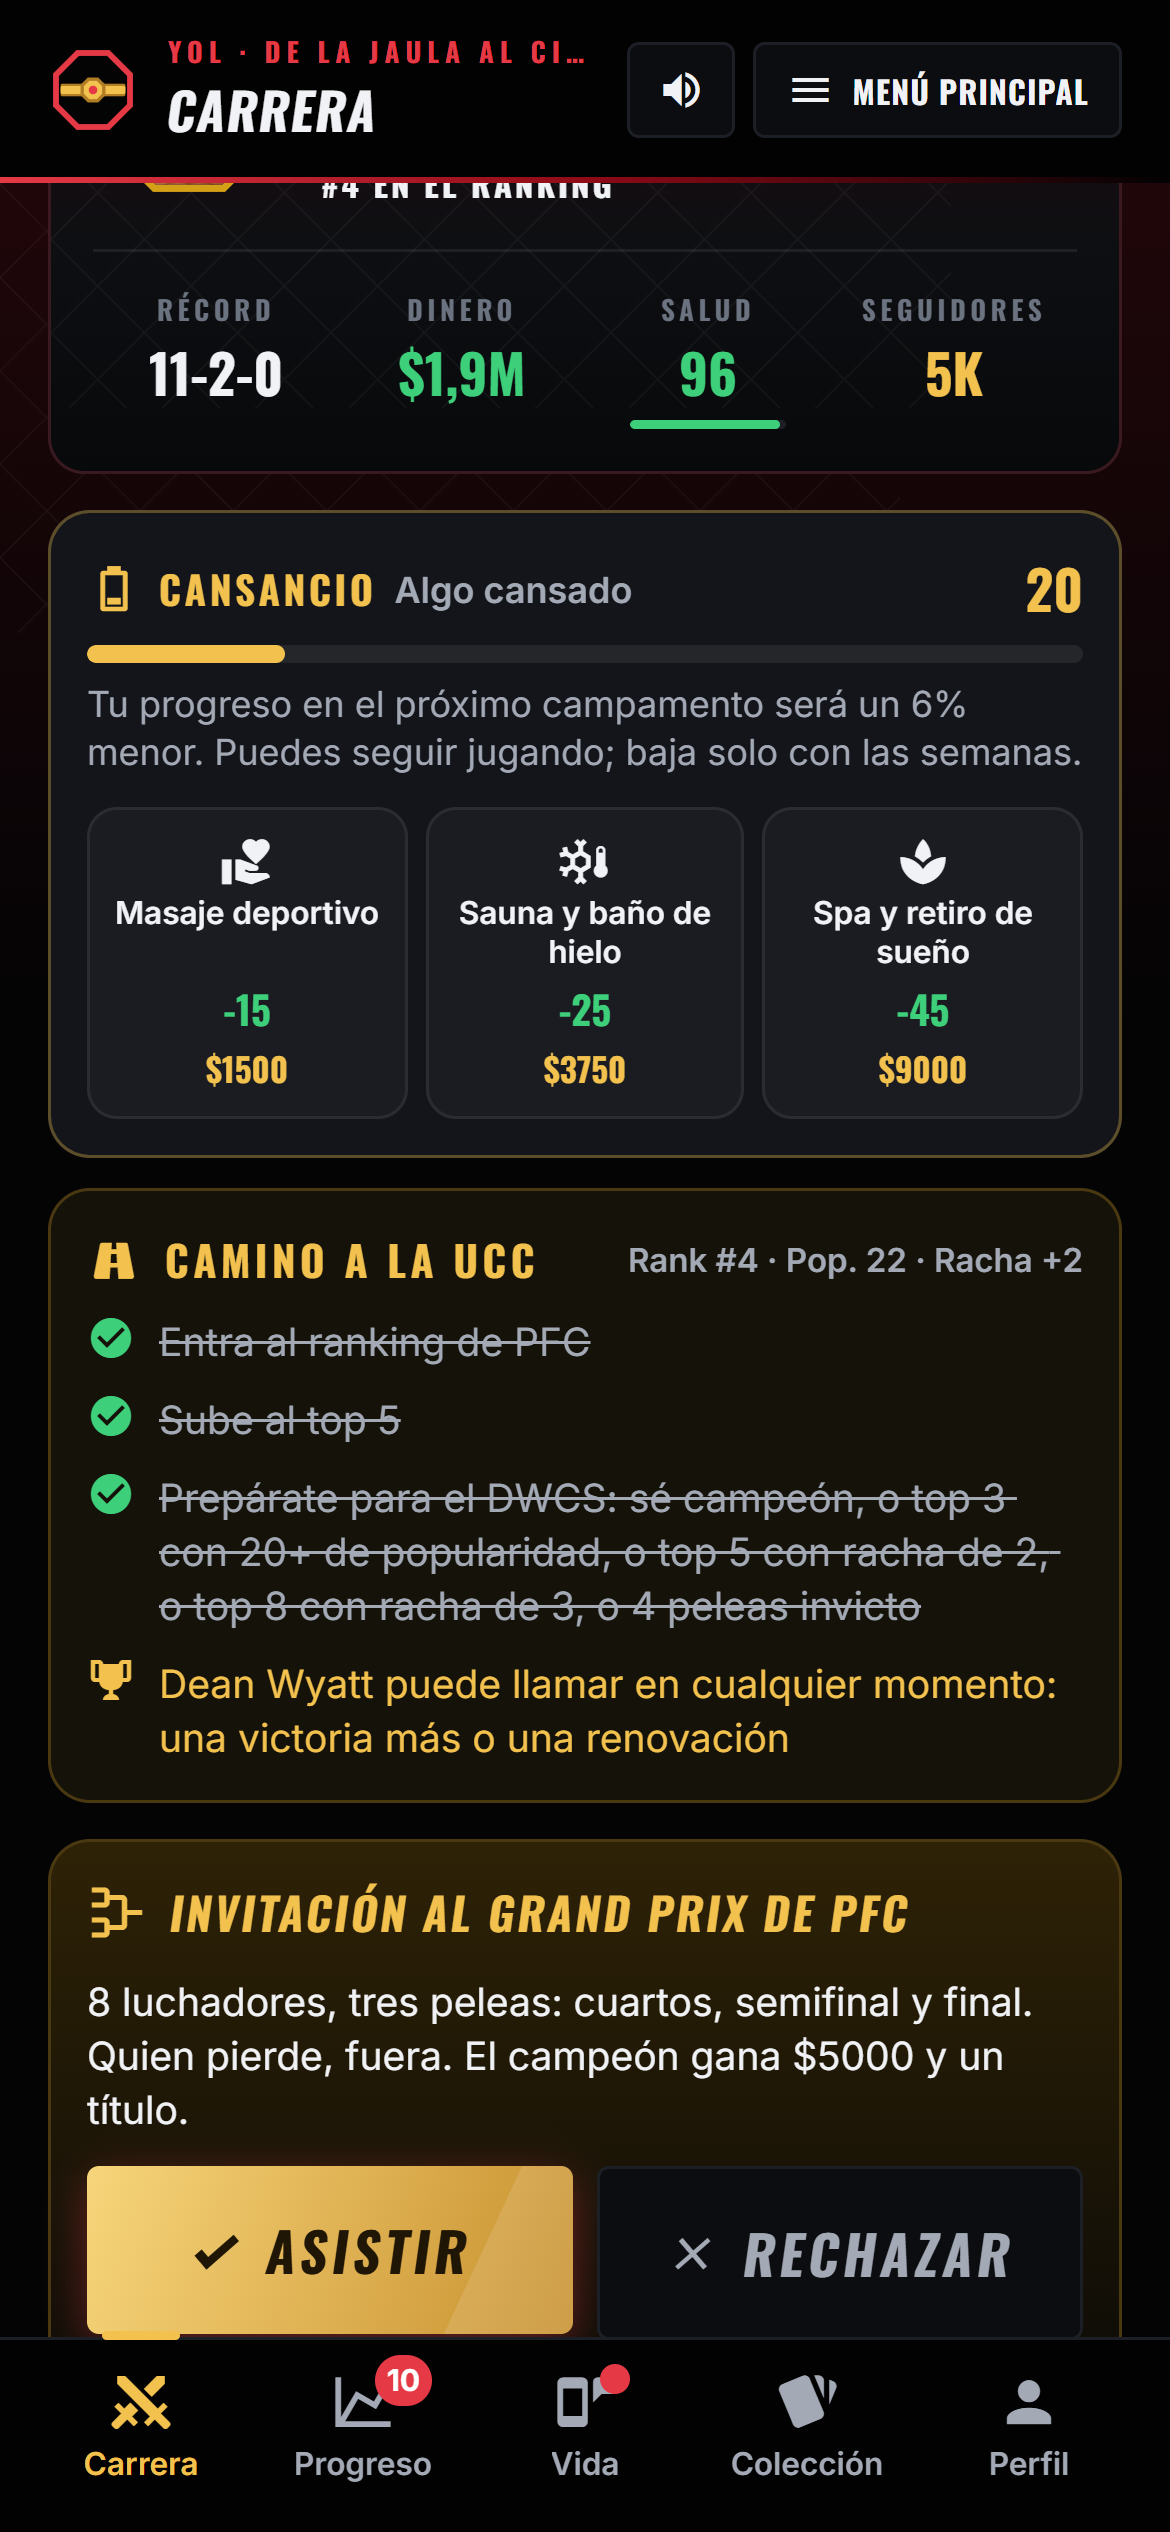 YOL · DE LA JAULA AL CI…
CARRERA
MENÚ PRINCIPAL
#4 EN EL RANKING
RÉCORD DINERO SALUD SEGUIDORES
11-2-0 $1,9M 96 5K
CANSANCIO Algo cansado 20
Tu progreso en el próximo campamento será un 6%
menor. Puedes seguir jugando; baja solo con las semanas.
Masaje deportivo
-15
$1500
Sauna y baño de
hielo
-25
$3750
Spa y retiro de
sueño
-45
$9000
CAMINO A LA UCC Rank #4 · Pop. 22 · Racha +2
Entra al ranking de PFC
Sube al top 5
Prepárate para el DWCS: sé campeón, o top 3
con 20+ de popularidad, o top 5 con racha de 2,
o top 8 con racha de 3, o 4 peleas invicto
Dean Wyatt puede llamar en cualquier momento:
una victoria más o una renovación
INVITACIÓN AL GRAND PRIX DE PFC
8 luchadores, tres peleas: cuartos, semifinal y final.
Quien pierde, fuera. El campeón gana $5000 y un
título.
ASISTIR RECHAZAR
10
Carrera Progreso Vida Colección Perfil